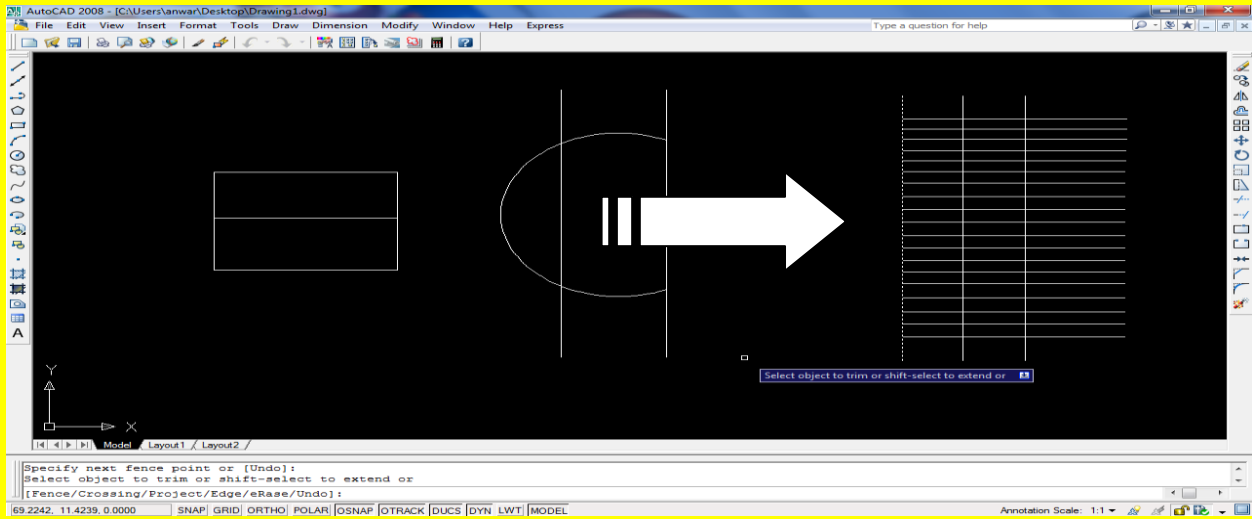 AutoCAD 2008 - [C:\Users\anwar\Desktop\Drawing1.dwg]
File Edit View Insert Format Tools Draw Dimension Modify Window Help Express
Type a question for help
A
Y
X
Select object to trim or shift-select to extend or
Model Layout1 Layout2
Specify next fence point or [Undo]:
Select object to trim or shift-select to extend or
[Fence/Crossing/Project/Edge/eRase/Undo]:
69.2242, 11.4239, 0.0000 SNAP GRID ORTHO POLAR OSNAP OTRACK DUCS DYN LWT MODEL Annotation Scale: 1:1